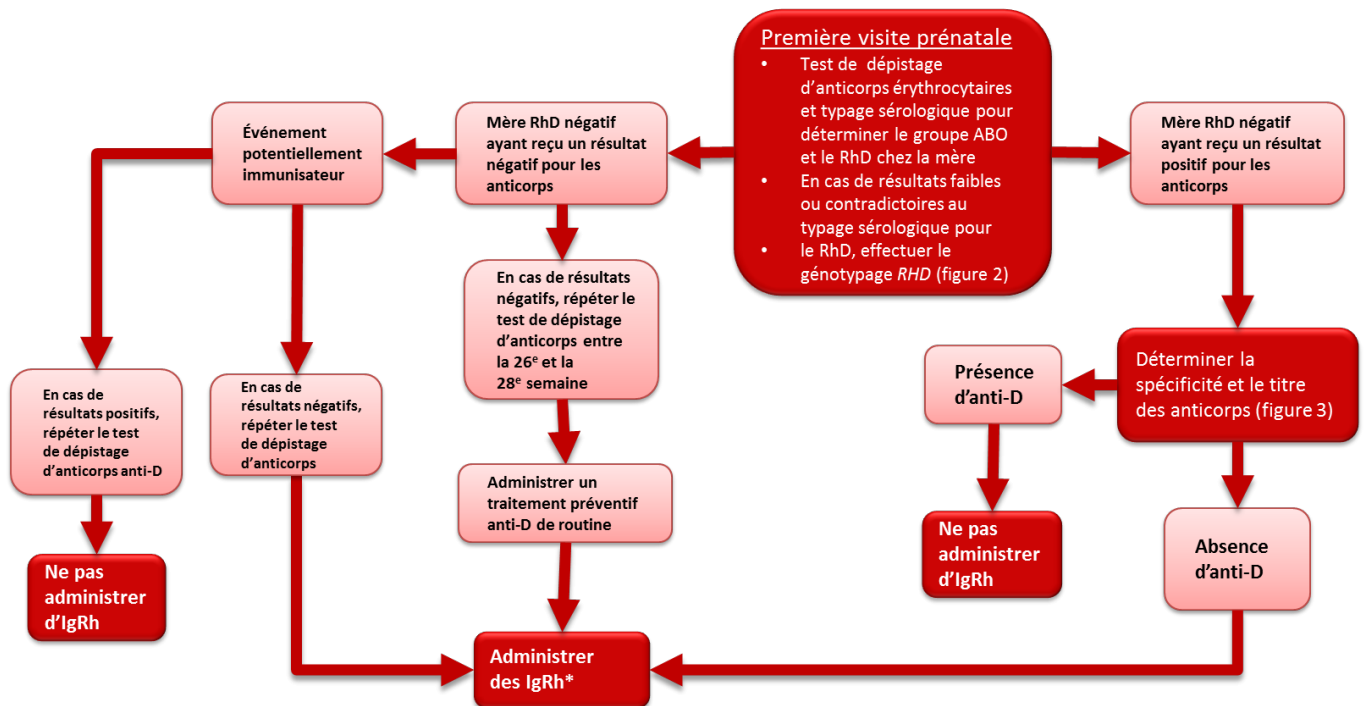 Première visite prénatale
• Test de dépistage
d'anticorps érythrocytaires
et typage sérologique pour
déterminer le groupe ABO
et le RhD chez la mère
• En cas de résultats faibles
ou contradictoires au
typage sérologique pour
• le RhD, effectuer le
génotypage RHD (figure 2)
Événement
potentiellement
immunisateur
Mère RhD négatif
ayant reçu un résultat
négatif pour les
anticorps
Mère RhD négatif
ayant reçu un résultat
positif pour les
anticorps
En cas de résultats
négatifs, répéter le
test de dépistage
d'anticorps entre
la 26e et la
28e semaine
En cas de
résultats positifs,
répéter le test
de dépistage
d'anticorps anti-D
En cas de
résultats négatifs,
répéter le test
de dépistage
d'anticorps
Présence
d'anti-D
Déterminer la
spécificité et le titre
des anticorps (figure 3)
Administrer un
traitement préventif
anti-D de routine
Ne pas
administrer
d'IgRh
Ne pas
administrer
d'IgRh
Absence
d'anti-D
Administrer
des IgRh*